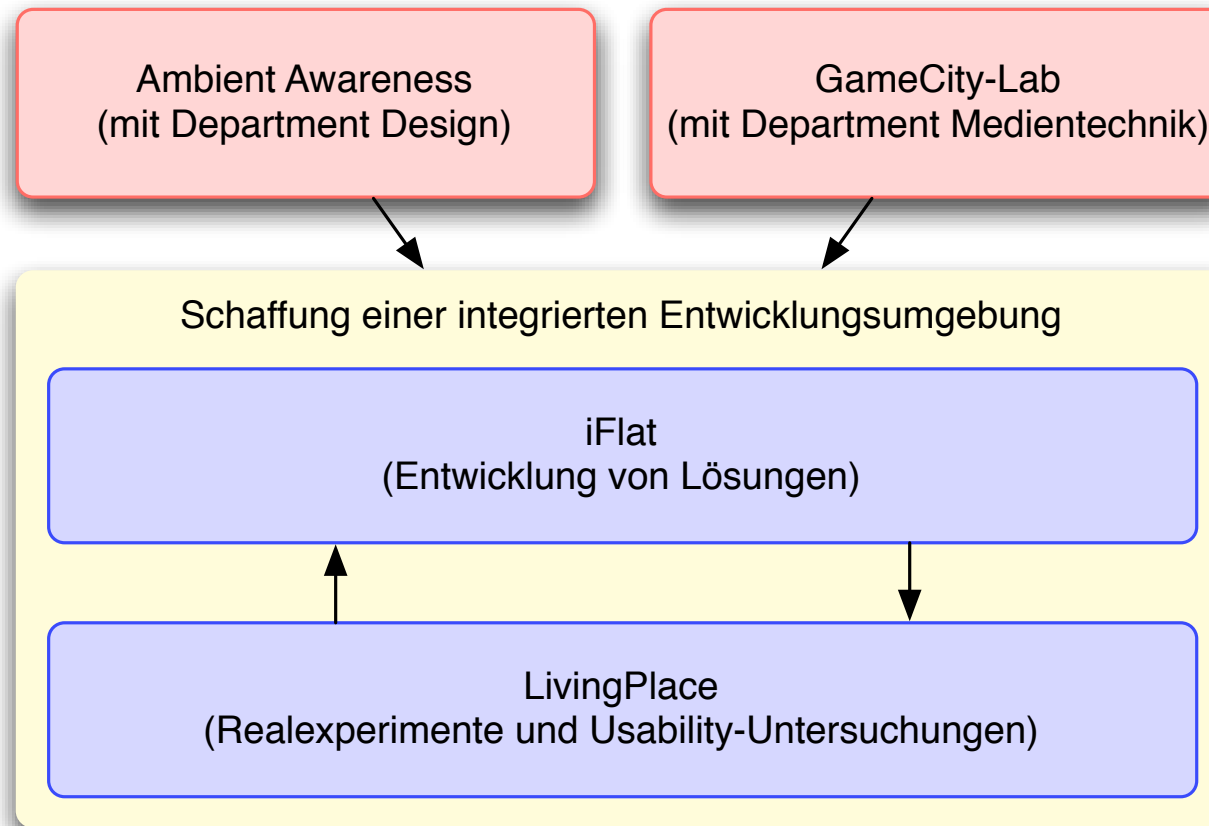 Ambient Awareness
(mit Department Design)
GameCity-Lab
(mit Department Medientechnik)
Schaffung einer integrierten Entwicklungsumgebung
iFlat
(Entwicklung von Lösungen)
LivingPlace
(Realexperimente und Usability-Untersuchungen)